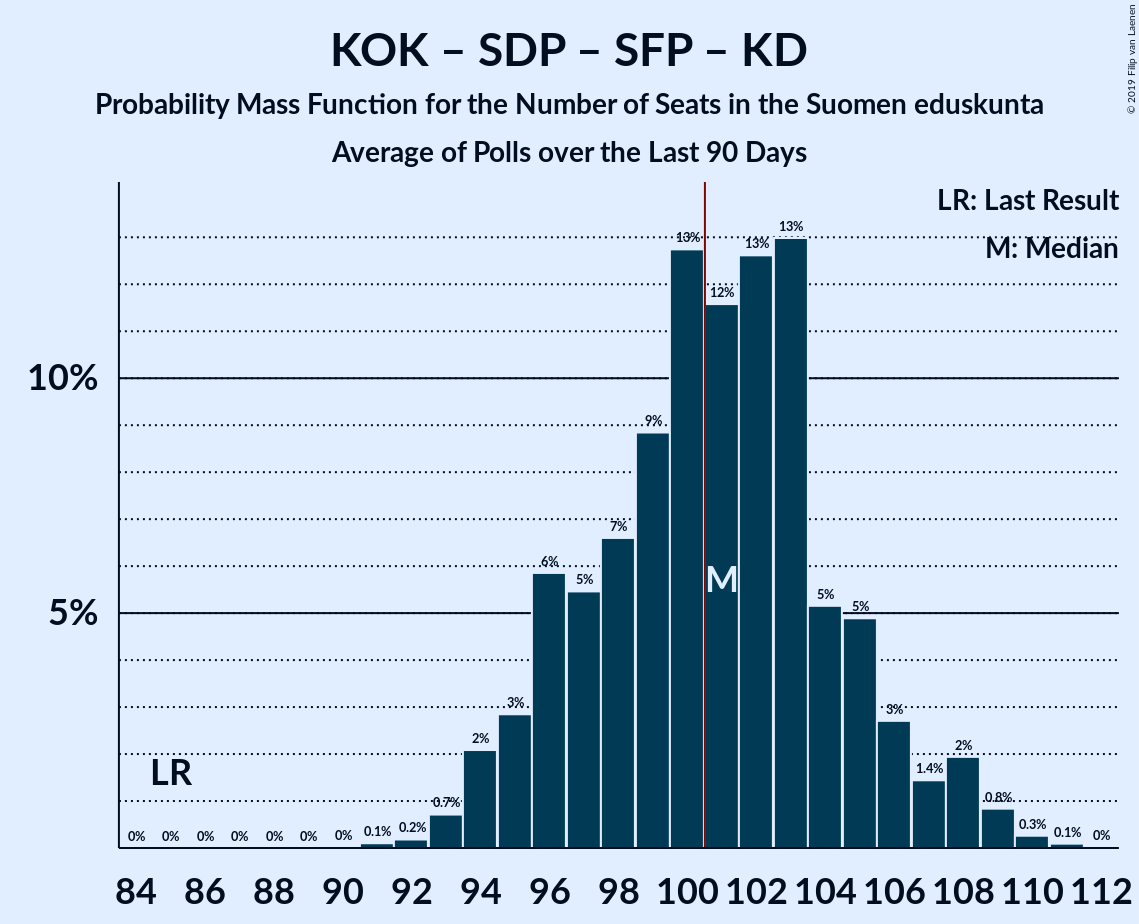 © 2019 Filip van Laenen
KOK – SDP – SFP – KD
Probability Mass Function for the Number of Seats in the Suomen eduskunta
Average of Polls over the Last 90 Days
LR: Last Result
M: Median
10%
5%
0% 0% 0% 0% 0% 0% 0% 0.1% 0.2% 0.7% 2% 3% 6% 5% 7% 9% 13% 12% 13% 13% 5% 5% 3% 1.4% 2% 0.8% 0.3% 0.1% 0%
M
LR
84 86 88 90 92 94 96 98 100 102 104 106 108 110 112